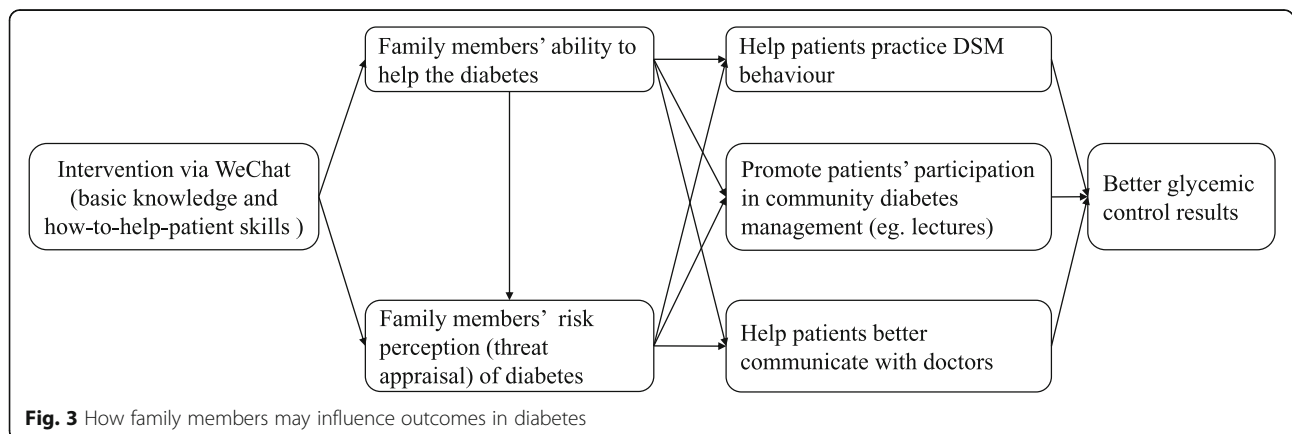 Family members' ability to
help the diabetes
Help patients practice DSM
behaviour
Intervention via WeChat
(basic knowledge and
how-to-help-patient skills )
Promote patients' participation
in community diabetes
management (eg. lectures)
Better glycemic
control results
Family members' risk
perception (threat
appraisal) of diabetes
Help patients better
communicate with doctors
Fig. 3 How family members may influence outcomes in diabetes